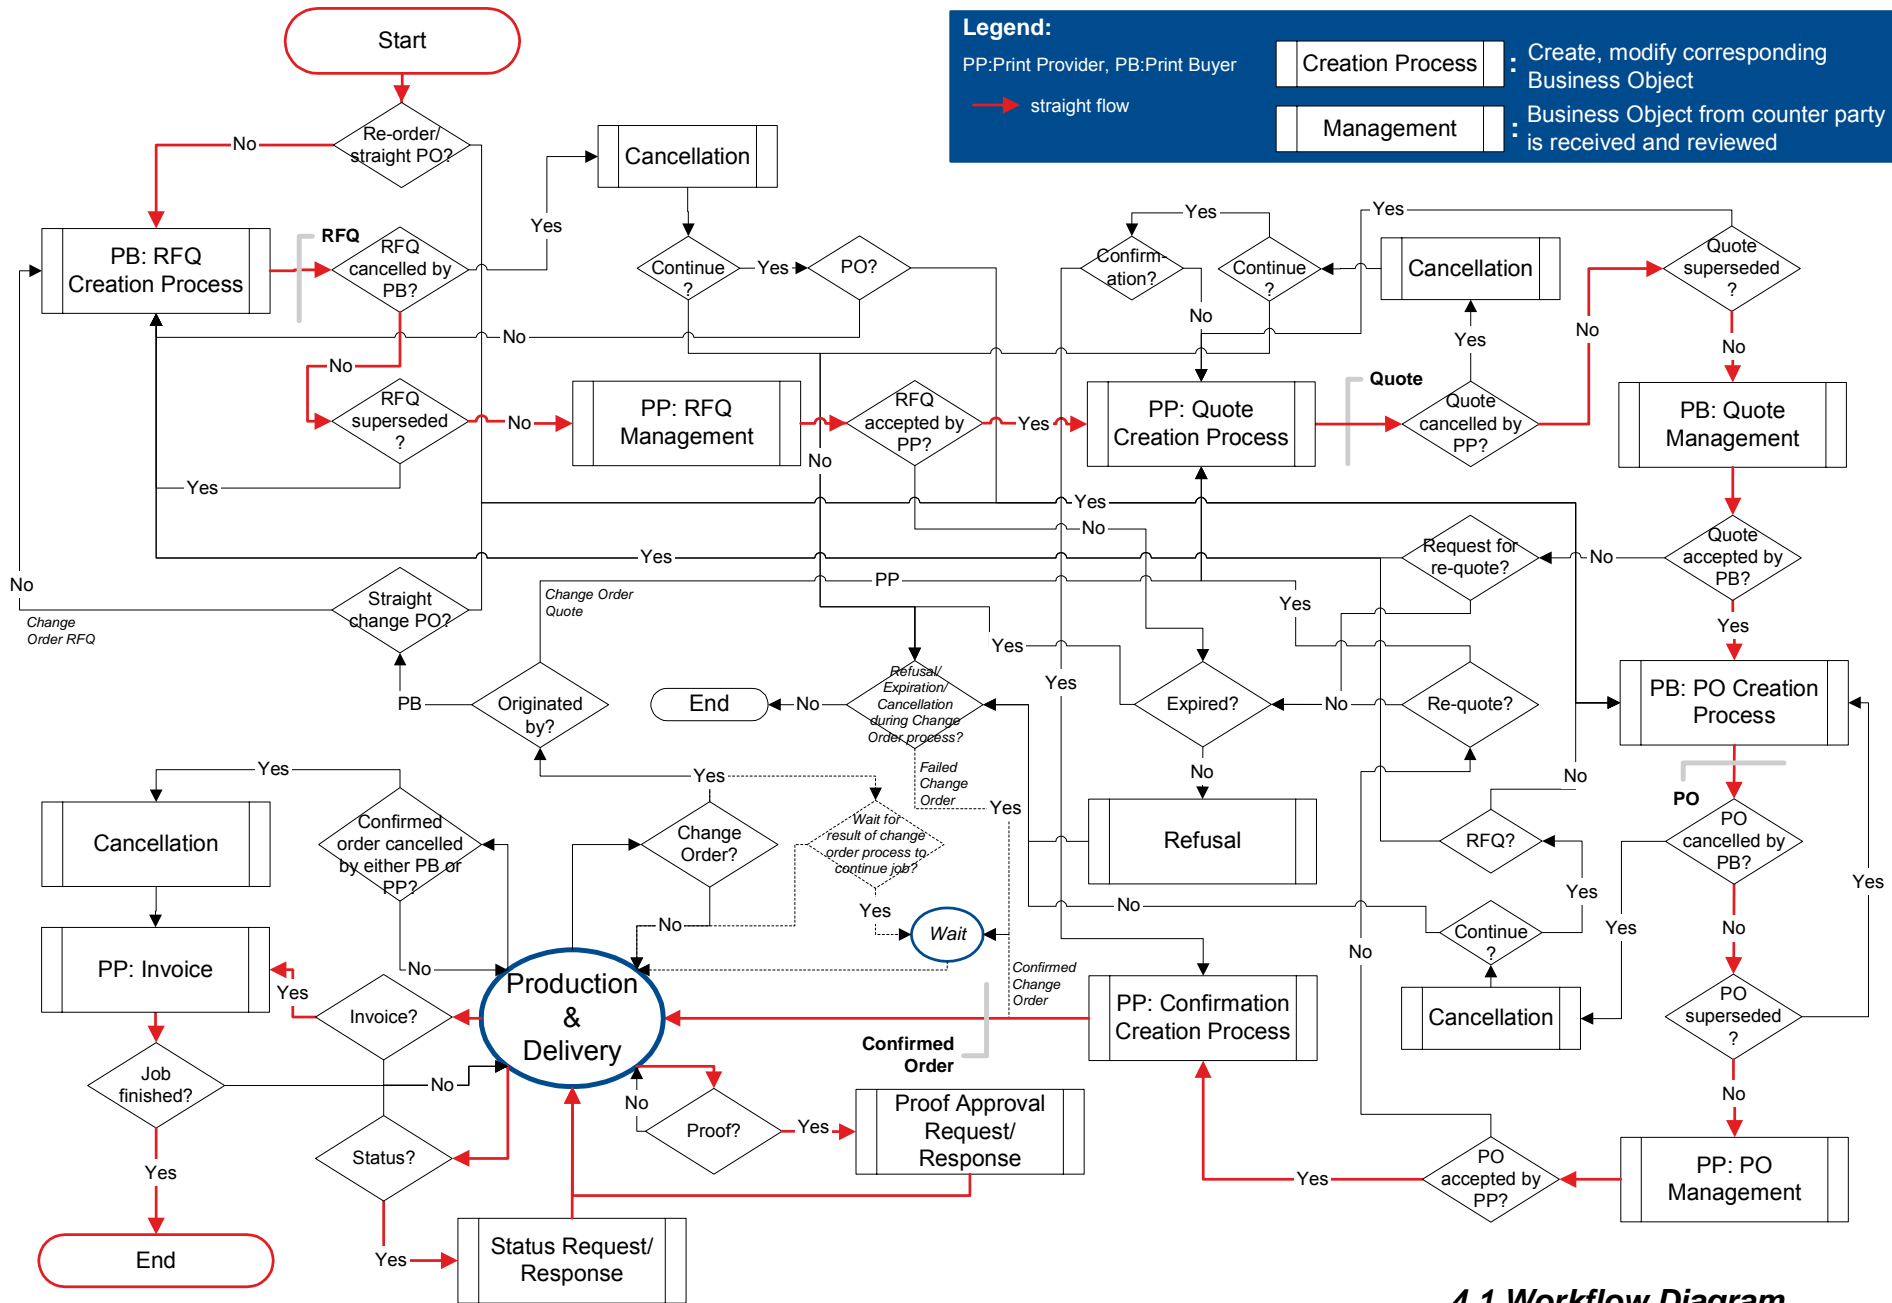 Start
Legend:
PP:Print Provider, PB:Print Buyer
straight flow
Creation Process
:
Create, modify corresponding
Business Object
Management
:
Business Object from counter party
is received and reviewed
Re-order/
straight PO?
No
Cancellation
Yes
PB: RFQ
Creation Process
RFQ
RFQ
cancelled by
PB?
Continue
?
Yes
PO?
No
No
Yes
Confirm-
ation?
Continue
?
No
Cancellation
Yes
Yes
No
Quote
superseded
?
No
RFQ
superseded
?
No
Yes
PP: RFQ
Management
No
RFQ
accepted by
PP?
Yes
No
PP: Quote
Creation Process
Quote
Quote
cancelled by
PP?
PB: Quote
Management
Yes
Yes
Request for
re-quote?
No
Quote
accepted by
PB?
Yes
No
Change
Order RFQ
Straight
change PO?
Change Order
Quote
PP
Yes
Yes
Yes
PB
Originated
by?
End
No
Refusal/
Expiration/
Cancellation
during Change
Order process?
Expired?
No
Re-quote?
PB: PO Creation
Process
No
Failed
Change
Order
Yes
No
PO
Yes
Cancellation
Confirmed
order cancelled
by either PB or
PP?
Yes
Change
Order?
Wait for
result of change
order process to
continue job?
Refusal
RFQ?
Yes
PO
cancelled by
PB?
Yes
Yes
No
No
Yes
Wait
No
Continue
?
No
No
PP: Invoice
Yes
Invoice?
Production
&
Delivery
Confirmed
Change
Order
Confirmed
Order
PP: Confirmation
Creation Process
Cancellation
PO
superseded
?
No
Job
finished?
No
No
Proof?
Yes
Proof Approval
Request/
Response
Yes
Status?
Yes
PO
accepted by
PP?
PP: PO
Management
End
Yes
Status Request/
Response
4.1 Workflow Diagram